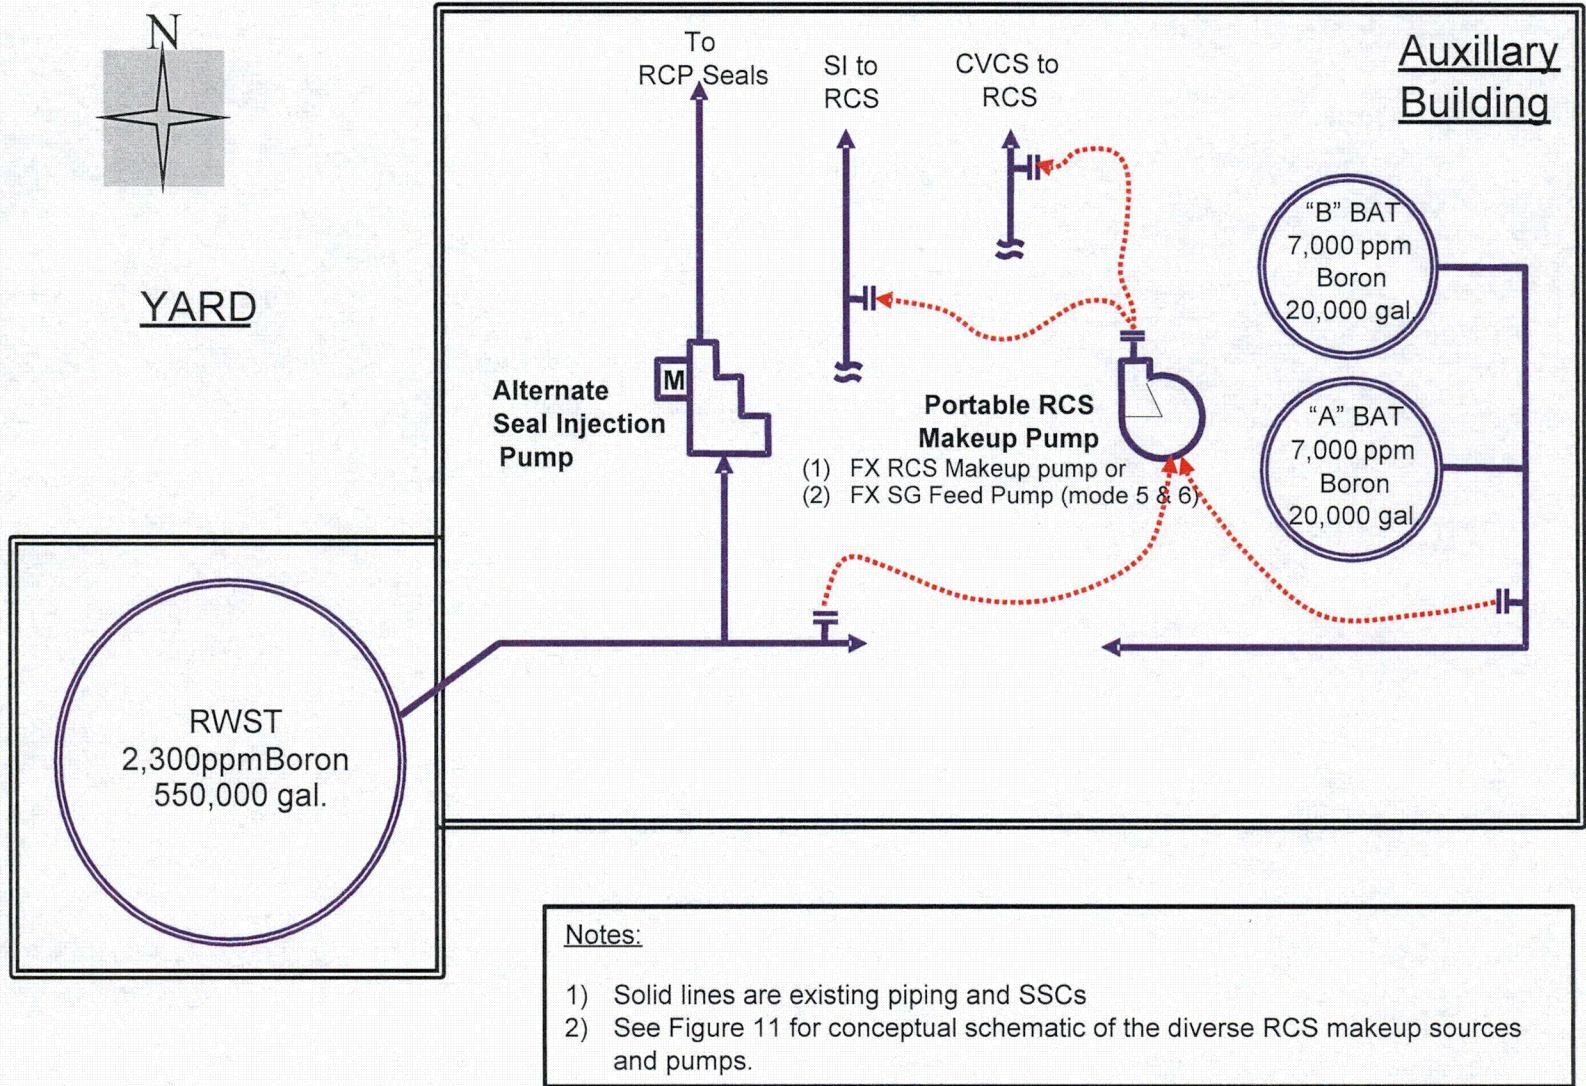 N
To
RCP Seals
SI to
RCS
CVCS to
RCS
Auxillary
Building
YARD
"B" BAT
7,000 ppm
Boron
20,000 gal.
M
Alternate
Seal Injection
Pump
Portable RCS
Makeup Pump
(1) FX RCS Makeup pump or
(2) FX SG Feed Pump (mode 5 & 6)
"A" BAT
7,000 ppm
Boron
20,000 gal
RWST
2,300ppmBoron
550,000 gal.
Notes:
1) Solid lines are existing piping and SSCs
2) See Figure 11 for conceptual schematic of the diverse RCS makeup sources
and pumps.